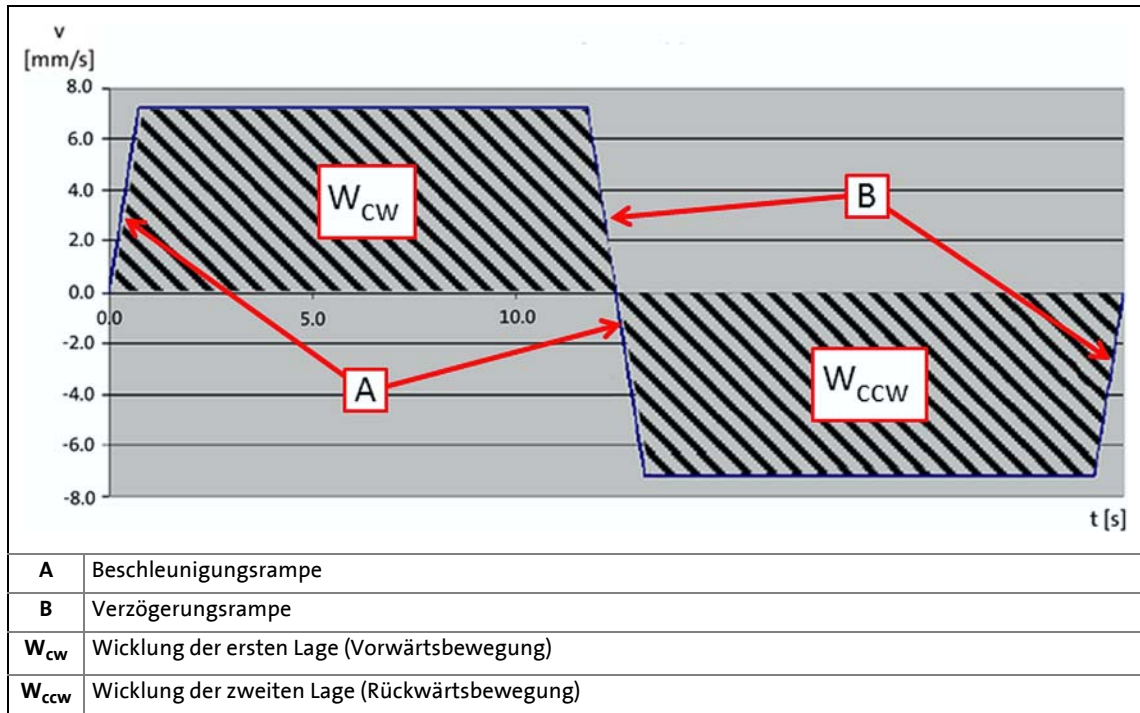 v
[mm/s]
8.0
6.0
W_CW
B
4.0
2.0
0.0
0.0 5.0 10.0
-2.0
A
W_CCW
-4.0
-6.0
-8.0
t [s]
A Beschleunigungsrampe
B Verzögerungsrampe
W_cw Wicklung der ersten Lage (Vorwärtsbewegung)
W_ccw Wicklung der zweiten Lage (Rückwärtsbewegung)